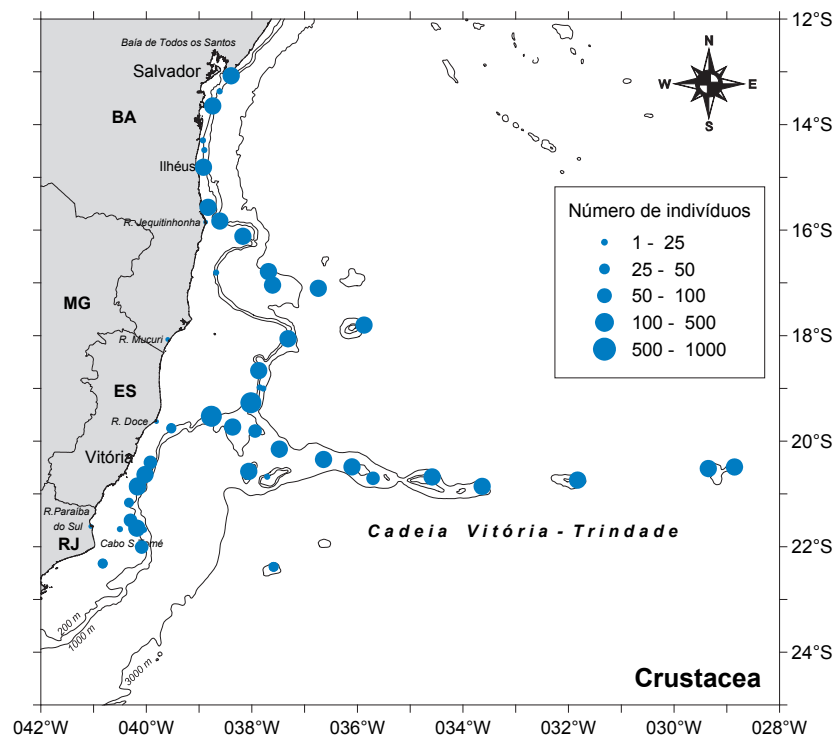 12°S
Baía de Todos os Santos
N
Salvador
W
E
S
BA
14°S
Ilhéus
Número de indivíduos
R. Jequitinhonha
16°S
1 - 25
25 - 50
50 - 100
MG
100 - 500
R. Mucuri
18°S
500 - 1000
ES
R. Doce
20°S
Vitória
R.Paraíba
do Sul
Cadeia Vitória - Trindade
RJ
Cabo S. Tomé
22°S
200 m
1000 m
3000 m
24°S
Crustacea
042°W 040°W 038°W 036°W 034°W 032°W 030°W 028°W